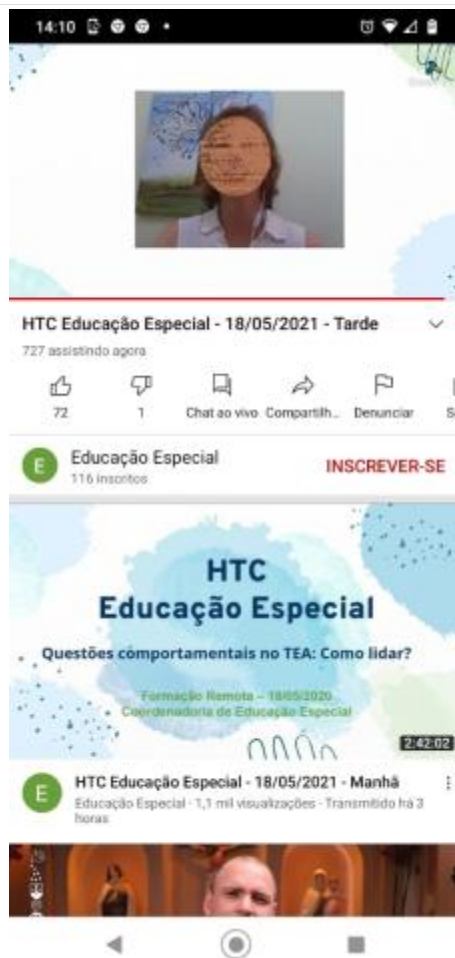 14:10
HTC Educação Especial - 18/05/2021 - Tarde
727 assistindo agora
72
1
Chat ao vivo
Compartilh...
Denunciar
E
Educação Especial
116 inscritos
INSCREVER-SE
HTC
Educação Especial
Questões comportamentais no TEA: Como lidar?
Formação Remota – 18/05/2020
Coordenadoria de Educação Especial
2:42:02
E
HTC Educação Especial - 18/05/2021 - Manhã
Educação Especial · 1,1 mil visualizações · Transmitido há 3
horas